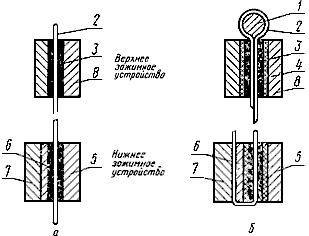 2
3
8
Верхнее
зажимное
устройство
1
2
3
4
8
6
7
5
Нижнее
зажимное
устройство
6
7
5
а
б